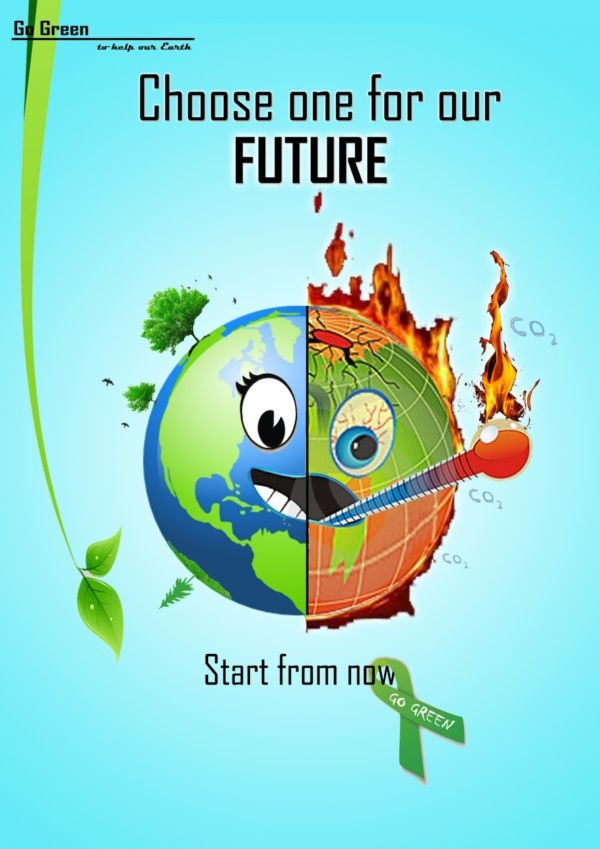 Go Green
to help our Earth
Choose one for our
FUTURE
CO₂
CO₂
CO₂
Start from now
GO GREEN